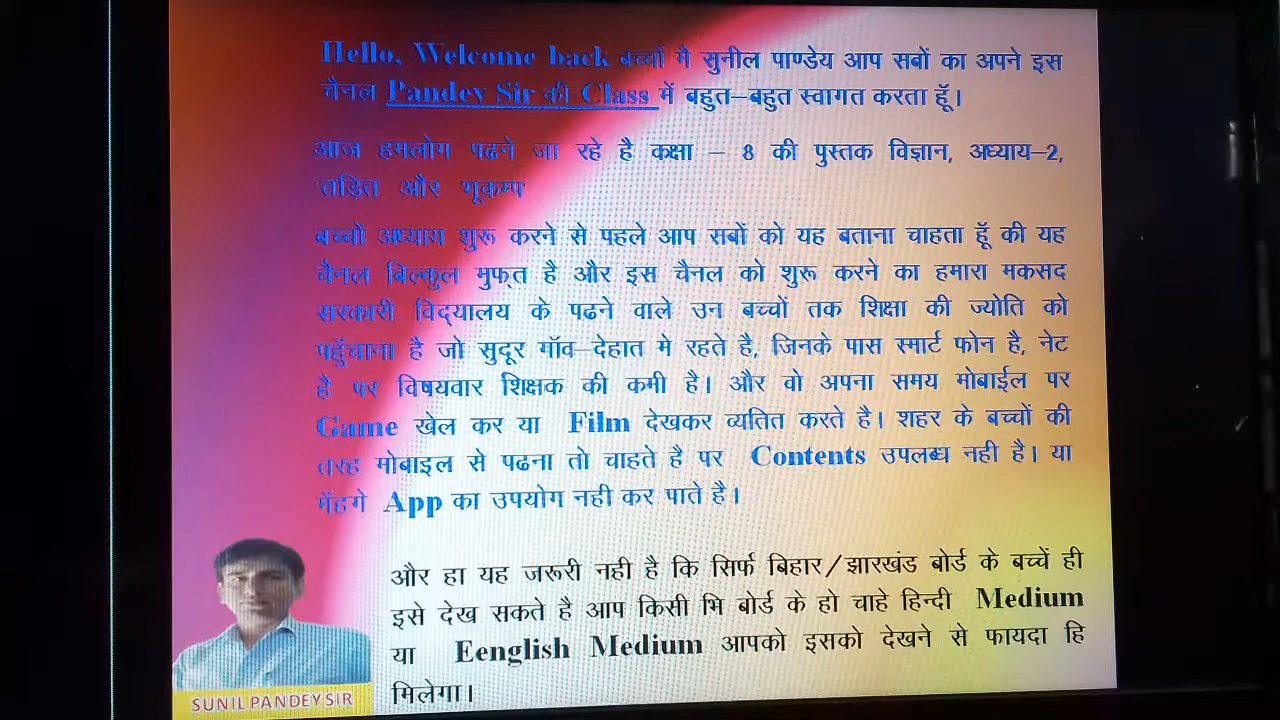 Hello, Welcome back बच्चों मै सुनील पाण्डेय आप सबों का अपने इस
चैनल Pandey Sir की Class में बहुत–बहुत स्वागत करता हूँ।
आज हमलोग पढने जा रहे है कक्षा – 8 की पुस्तक विज्ञान, अध्याय–2,
तड़ित और भूकम्प
बच्चों अध्याय शुरू करने से पहले आप सबों को यह बताना चाहता हूँ की यह
चैनल बिल्कुल मुफ्त है और इस चैनल को शुरू करने का हमारा मकसद
सरकारी विद्यालय के पढने वाले उन बच्चों तक शिक्षा की ज्योति को
पहुँचाना है जो सुदूर गाँव–देहात मे रहते है, जिनके पास स्मार्ट फोन है, नेट
है पर विषयवार शिक्षक की कमी है। और वो अपना समय मोबाईल पर
Game खेल कर या Film देखकर व्यतित करते है। शहर के बच्चों की
तरह मोबाइल से पढना तो चाहते है पर Contents उपलब्ध नही है। या
मँहगे App का उपयोग नही कर पाते है।
और हा यह जरूरी नही है कि सिर्फ बिहार/झारखंड बोर्ड के बच्चें ही
इसे देख सकते है आप किसी भि बोर्ड के हो चाहे हिन्दी Medium
या Eenglish Medium आपको इसको देखने से फायदा हि
मिलेगा।
SUNIL PANDEY SIR